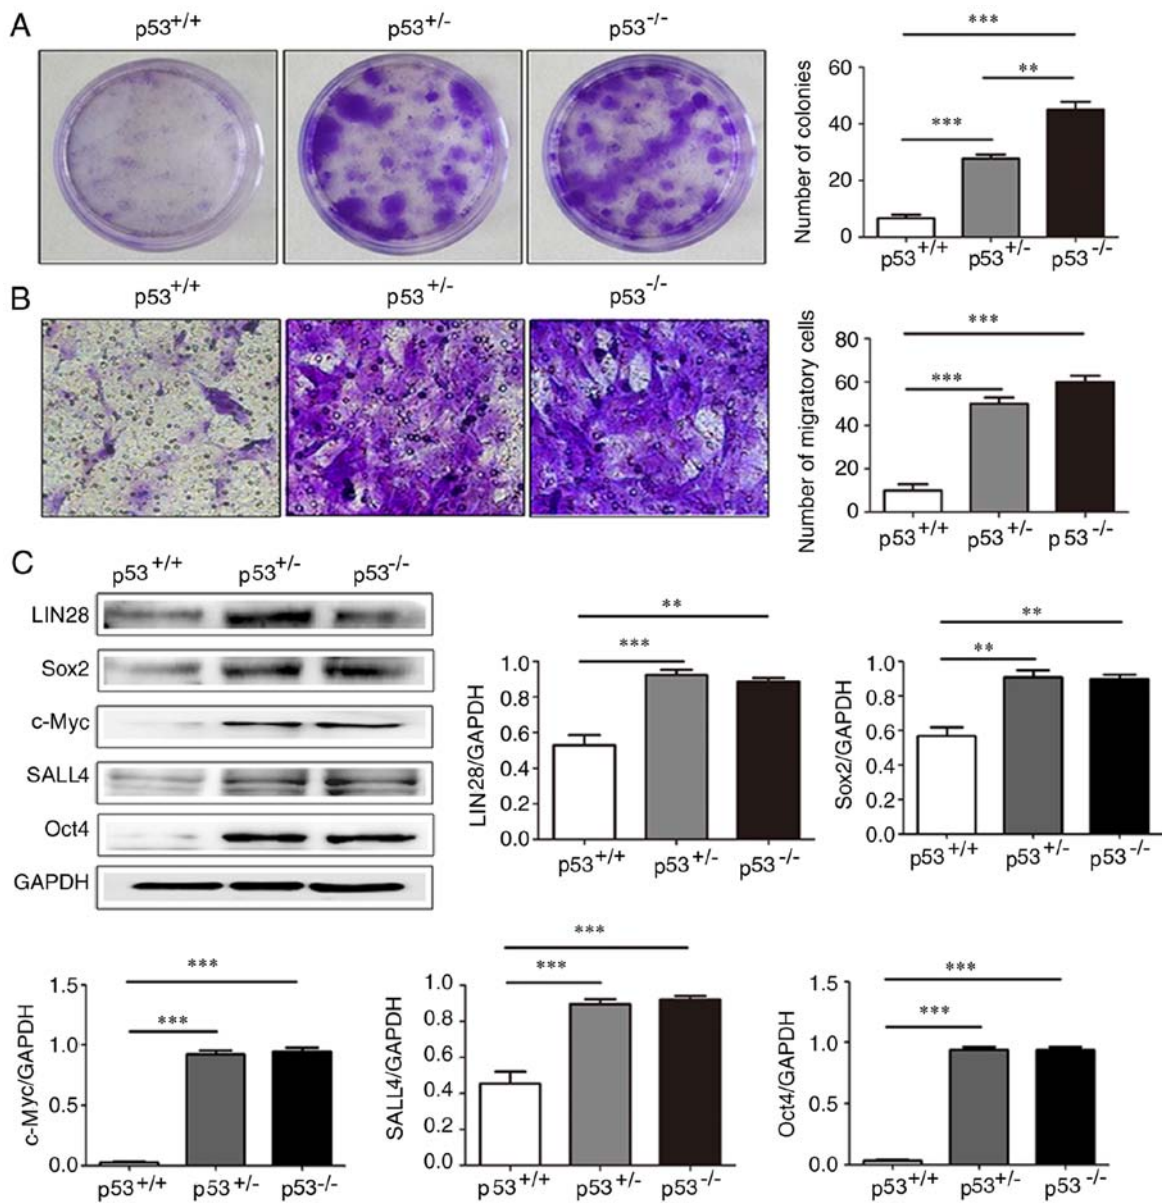 A
p53+/+ p53+/- p53-/-
Number of colonies
60
40
20
0
***
**
***
p53+/+ p53+/- p53-/-
B
p53+/+ p53+/- p53-/-
Number of migratory cells
80
60
40
20
0
***
***
p53+/+ p53+/- p53-/-
C
p53+/+ p53+/- p53-/-
LIN28
Sox2
c-Myc
SALL4
Oct4
GAPDH
LIN28/GAPDH
1.0
0.8
0.6
0.4
0.2
0.0
**
***
p53+/+ p53+/- p53-/-
Sox2/GAPDH
1.0
0.8
0.6
0.4
0.2
0.0
**
**
p53+/+ p53+/- p53-/-
c-Myc/GAPDH
1.5
1.0
0.5
0.0
***
***
p53+/+ p53+/- p53-/-
SALL4/GAPDH
1.0
0.8
0.6
0.4
0.2
0.0
***
***
p53+/+ p53+/- p53-/-
Oct4/GAPDH
1.5
1.0
0.5
0.0
***
***
p53+/+ p53+/- p53-/-